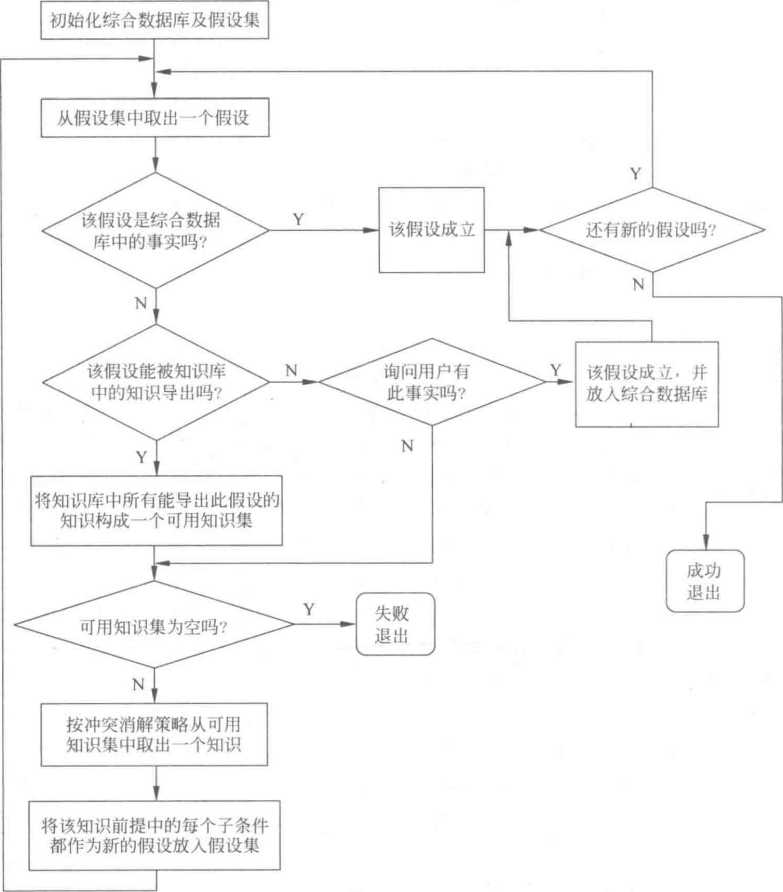 初始化综合数据库及假设集
从假设集中取出一个假设
Y
该假设是综合数据
库中的事实吗?
Y
该假设成立
还有新的假设吗?
N
N
该假设能被知识库
中的知识导出吗?
N
询问用户有
此事实吗?
Y
该假设成立，并
放入综合数据库
Y
N
将知识库中所有能导出此假设的
知识构成一个可用知识集
成功
退出
可用知识集为空吗?
Y
失败
退出
N
按冲突消解策略从可用
知识集中取出一个知识
将该知识前提中的每个子条件
都作为新的假设放入假设集